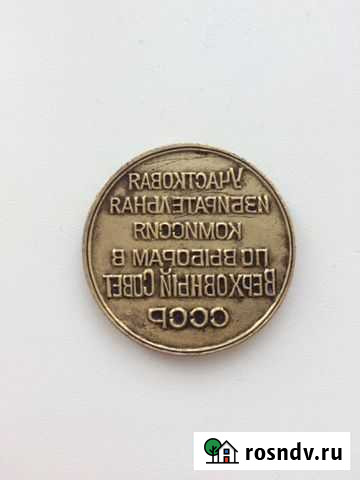 УЧАСТКОВАЯ
ИЗБИРАТЕЛЬНАЯ
КОМИССИЯ
ПО ВЫБОРАМ В
ВЕРХОВНЫЙ СОВЕТ
СССР
rosndv.ru